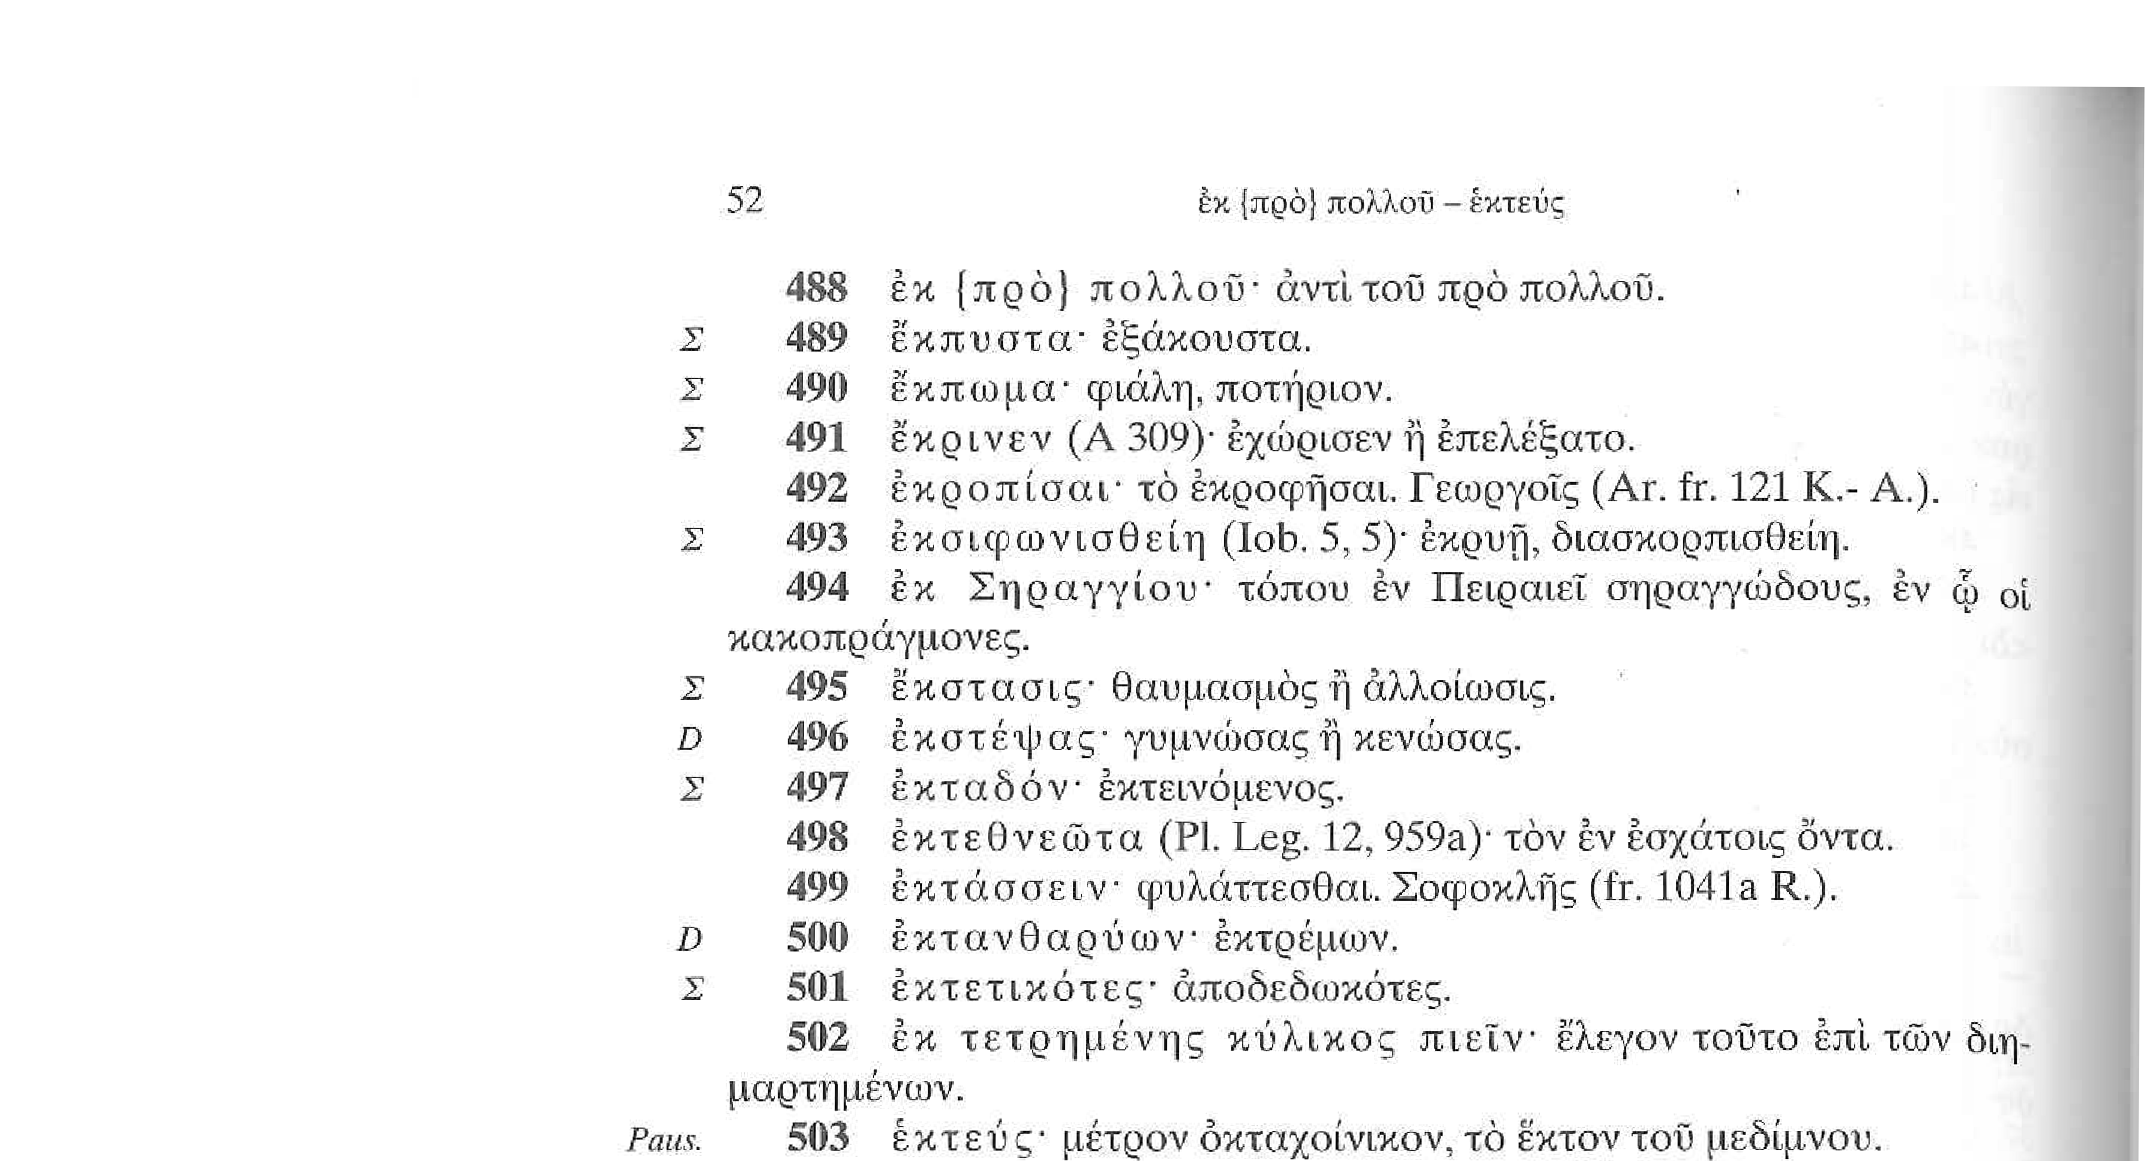 52 ἐκ {πρὸ} πολλοῦ – ἑκτεύς
488 ἐκ {πρὸ} πολλοῦ· ἀντὶ τοῦ πρὸ πολλοῦ.
Σ 489 ἔκπυστα· ἐξάκουστα.
Σ 490 ἔκπωμα· φιάλη, ποτήριον.
Σ 491 ἔκρινεν (Α 309)· ἐχώρισεν ἢ ἐπελέξατο.
492 ἐκροπίσαι· τὸ ἐκροφῆσαι. Γεωργοῖς (Ar. fr. 121 K.- A.).
Σ 493 ἐκσιφωνισθείη (Iob. 5, 5)· ἐκρυῇ, διασκορπισθείη.
494 ἐκ Σηραγγίου· τόπου ἐν Πειραιεῖ σηραγγώδους, ἐν ᾧ οἱ
κακοπράγμονες.
Σ 495 ἔκστασις· θαυμασμὸς ἢ ἀλλοίωσις.
D 496 ἐκστέψας· γυμνώσας ἢ κενώσας.
Σ 497 ἐκταδόν· ἐκτεινόμενος.
498 ἐκτεθνεῶτα (Pl. Leg. 12, 959a)· τὸν ἐν ἐσχάτοις ὄντα.
499 ἐκτάσσειν· φυλάττεσθαι. Σοφοκλῆς (fr. 1041a R.).
D 500 ἐκτανθαρύων· ἐκτρέμων.
Σ 501 ἐκτετικότες· ἀποδεδωκότες.
502 ἐκ τετρημένης κύλικος πιεῖν· ἔλεγον τοῦτο ἐπὶ τῶν διη-
μαρτημένων.
Paus. 503 ἑκτεύς· μέτρον ὀκταχοίνικον, τὸ ἕκτον τοῦ μεδίμνου.